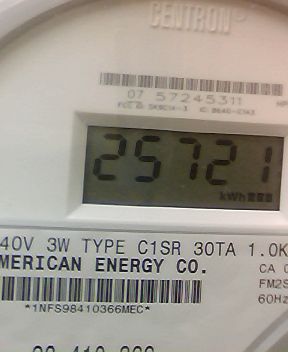 CENTRON
07 57245311
25721
kWh
40V 3W TYPE C1SR 30TA 1.0K
MERICAN ENERGY CO.
CA 0
FM2S
60Hz
*1NFS98410366MEC*